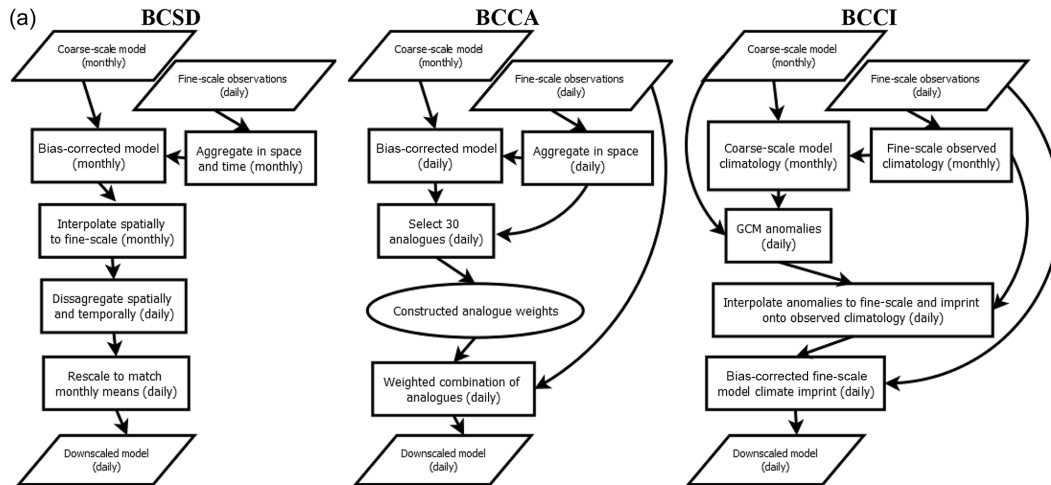 (a)
BCSD
Coarse-scale model
(monthly)
Fine-scale observations
(daily)
Bias-corrected model
(monthly)
Aggregate in space
and time (monthly)
Interpolate spatially
to fine-scale (monthly)
Dissagregate spatially
and temporally (daily)
Rescale to match
monthly means (daily)
Downscaled model
(daily)
BCCA
Coarse-scale model
(monthly)
Fine-scale observations
(daily)
Bias-corrected model
(daily)
Aggregate in space
(daily)
Select 30
analogues (daily)
Constructed analogue weights
Weighted combination of
analogues (daily)
Downscaled model
(daily)
BCCI
Coarse-scale model
(monthly)
Fine-scale observations
(daily)
Coarse-scale model
climatology (monthly)
Fine-scale observed
climatology (monthly)
GCM anomalies
(daily)
Interpolate anomalies to fine-scale and imprint
onto observed climatology (daily)
Bias-corrected fine-scale
model climate imprint (daily)
Downscaled model
(daily)